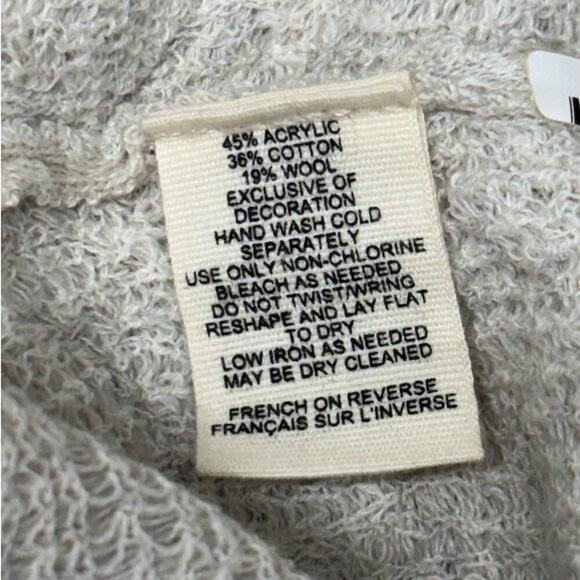 45% ACRYLIC
36% COTTON
19% WOOL
EXCLUSIVE OF
DECORATION
HAND WASH COLD
SEPARATELY
USE ONLY NON-CHLORINE
BLEACH AS NEEDED
DO NOT TWIST/WRING
RESHAPE AND LAY FLAT
TO DRY
LOW IRON AS NEEDED
MAY BE DRY CLEANED
FRENCH ON REVERSE
FRANÇAIS SUR L'INVERSE